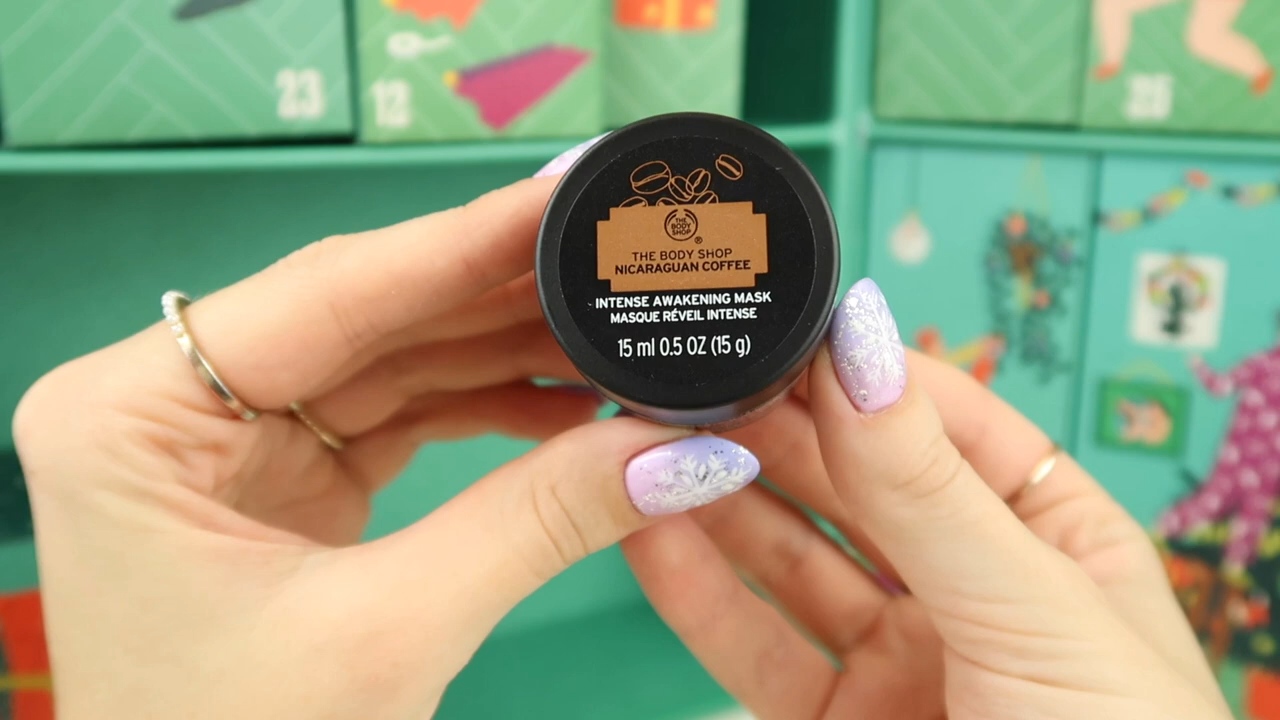 23
12
25
THE
BODY
SHOP
®
THE BODY SHOP
NICARAGUAN COFFEE
INTENSE AWAKENING MASK
MASQUE RÉVEIL INTENSE
15 ml 0.5 OZ (15 g)